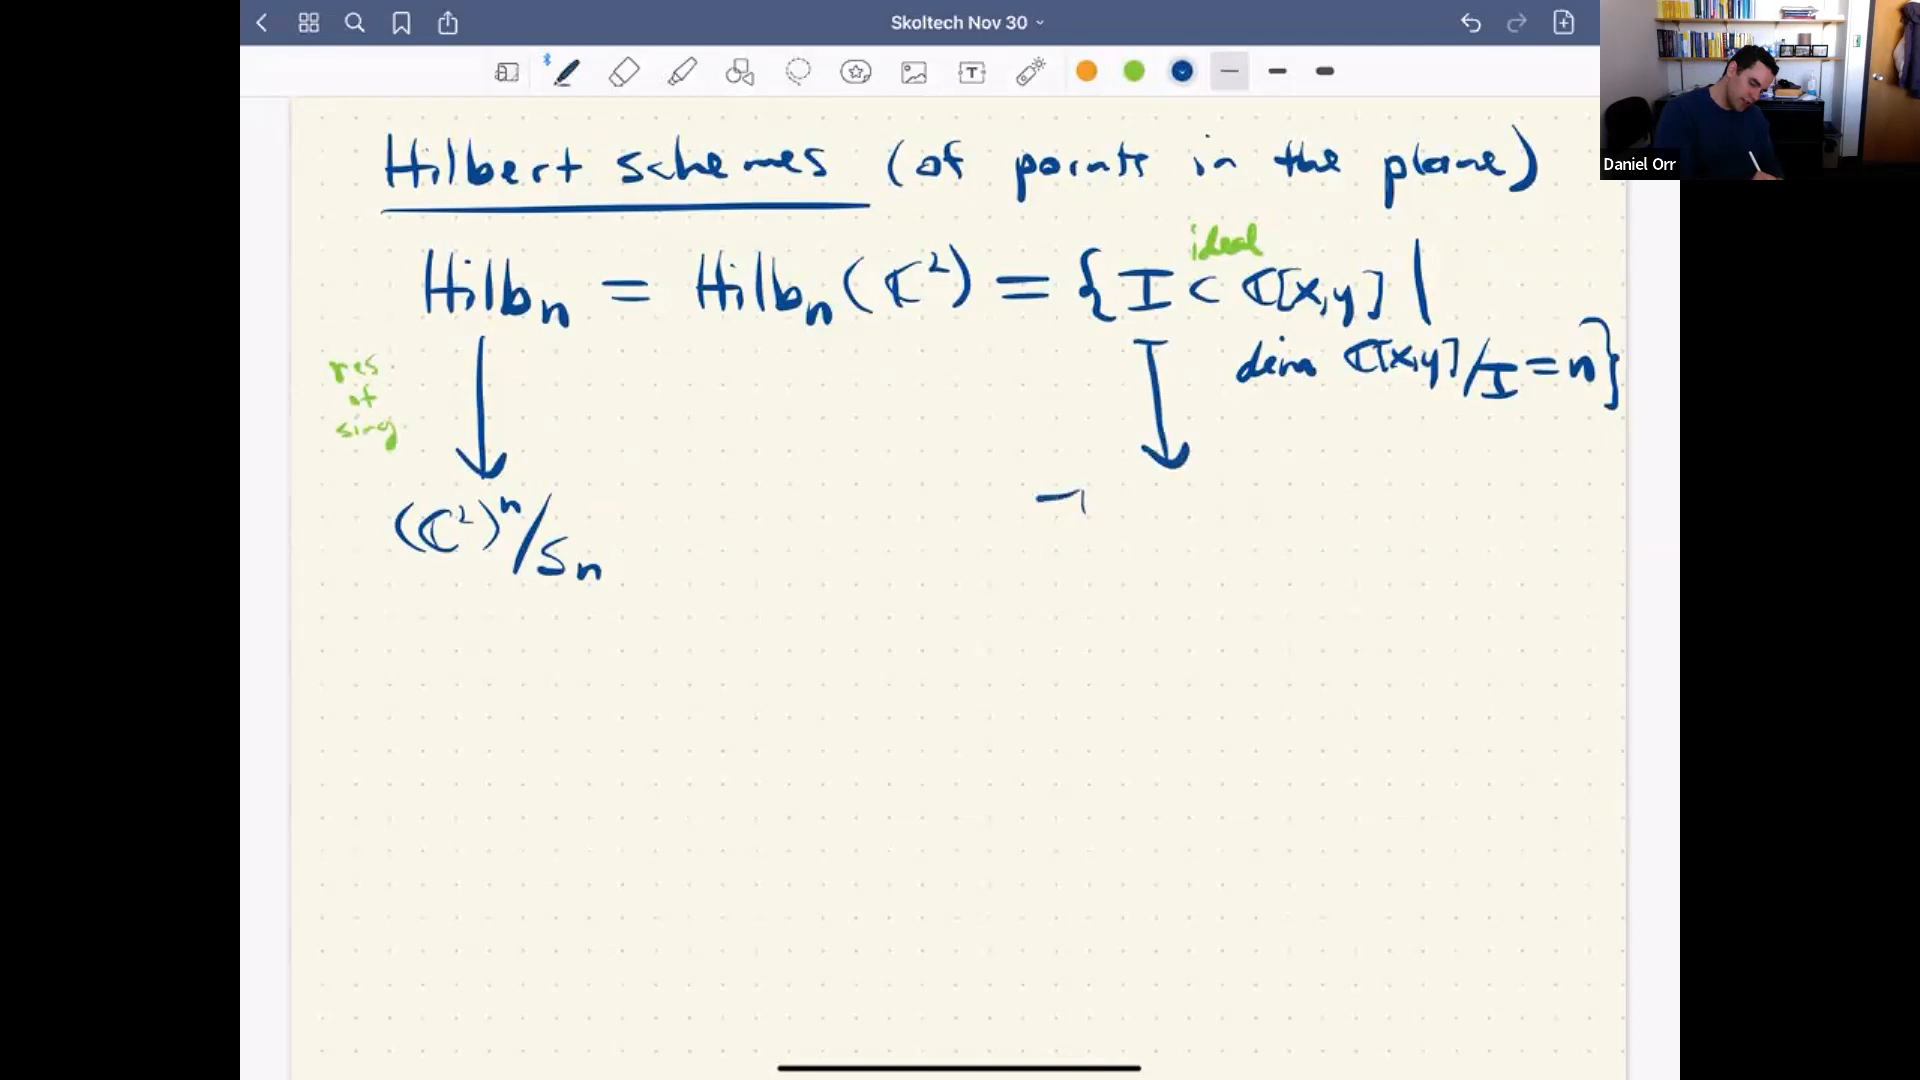 Skoltech Nov 30
Daniel Orr
Hilbert schemes (of points in the plane)
ideal
Hilbₙ = Hilbₙ(ℂ²) = {I ⊂ ℂ[x,y] |
dim ℂ[x,y]/I = n}
res.
of
sing.
(ℂ²)ⁿ/Sₙ